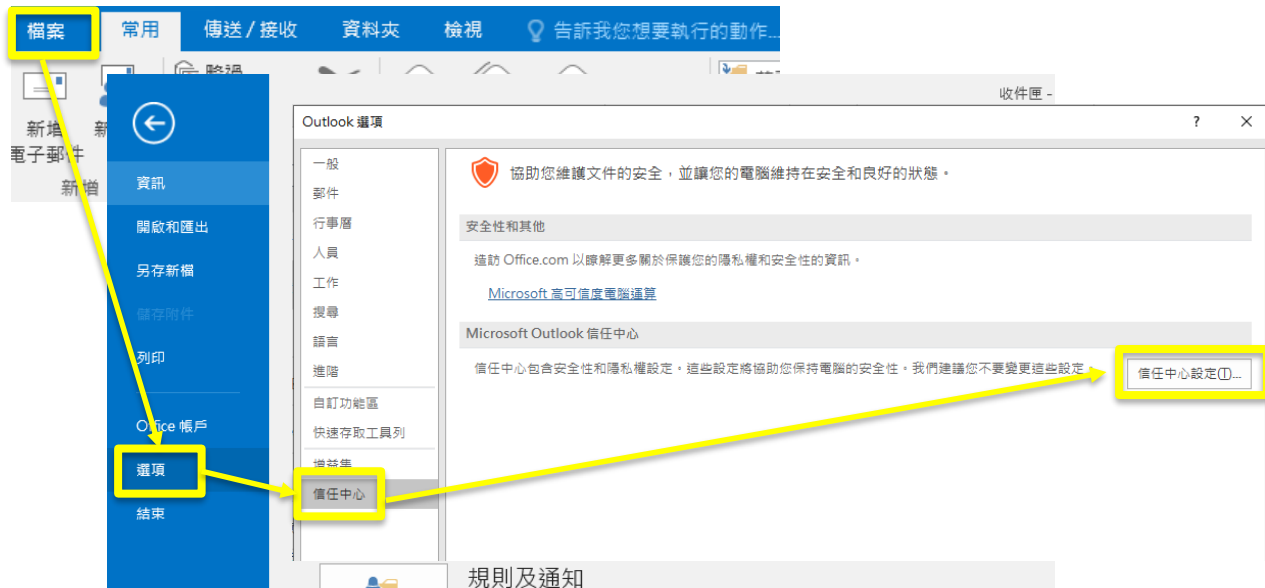 檔案 常用 傳送 / 接收 資料夾 檢視 告訴我您想要執行的動作...
略過
新增
電子郵件
新增
收件匣 -
資訊
開啟和匯出
另存新檔
儲存附件
列印
Office 帳戶
選項
結束
Outlook 選項 ?
一般
郵件
行事曆
人員
工作
搜尋
語言
進階
自訂功能區
快速存取工具列
增益集
信任中心
協助您維護文件的安全，並讓您的電腦維持在安全和良好的狀態。
安全性和其他
造訪 Office.com 以瞭解更多關於保護您的隱私權和安全性的資訊。
Microsoft 高可信度電腦運算
Microsoft Outlook 信任中心
信任中心包含安全性和隱私權設定。這些設定將協助您保持電腦的安全性。我們建議您不要變更這些設定。
信任中心設定(T)...
規則及通知